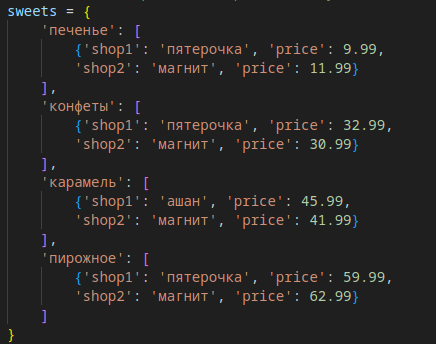 sweets = {
    'печенье': [
        {'shop1': 'пятерочка', 'price': 9.99,
        'shop2': 'магнит', 'price': 11.99}
    ],
    'конфеты': [
        {'shop1': 'пятерочка', 'price': 32.99,
        'shop2': 'магнит', 'price': 30.99}
    ],
    'карамель': [
        {'shop1': 'ашан', 'price': 45.99,
        'shop2': 'магнит', 'price': 41.99}
    ],
    'пирожное': [
        {'shop1': 'пятерочка', 'price': 59.99,
        'shop2': 'магнит', 'price': 62.99}
    ]
}